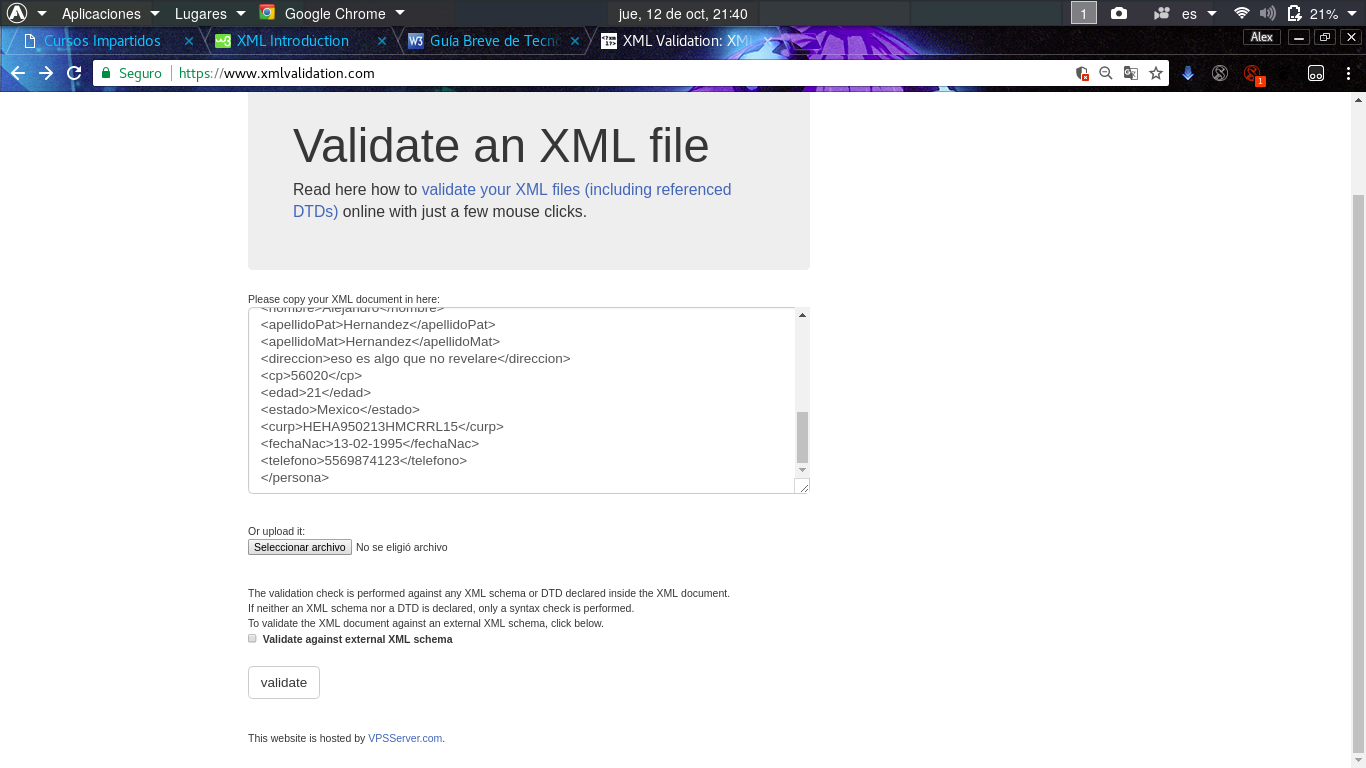 Aplicaciones Lugares Google Chrome jue, 12 de oct, 21:40 1 es 21%
Cursos Impartidos XML Introduction Guía Breve de Tecno XML Validation: XML Alex
Seguro https://www.xmlvalidation.com 1
Validate an XML file
Read here how to validate your XML files (including referenced
DTDs) online with just a few mouse clicks.
Please copy your XML document in here:
<nombre>Alejandro</nombre>
<apellidoPat>Hernandez</apellidoPat>
<apellidoMat>Hernandez</apellidoMat>
<direccion>eso es algo que no revelare</direccion>
<cp>56020</cp>
<edad>21</edad>
<estado>Mexico</estado>
<curp>HEHA950213HMCRRL15</curp>
<fechaNac>13-02-1995</fechaNac>
<telefono>5569874123</telefono>
</persona>
Or upload it:
Seleccionar archivo No se eligió archivo
The validation check is performed against any XML schema or DTD declared inside the XML document.
If neither an XML schema nor a DTD is declared, only a syntax check is performed.
To validate the XML document against an external XML schema, click below.
Validate against external XML schema
validate
This website is hosted by VPSServer.com.